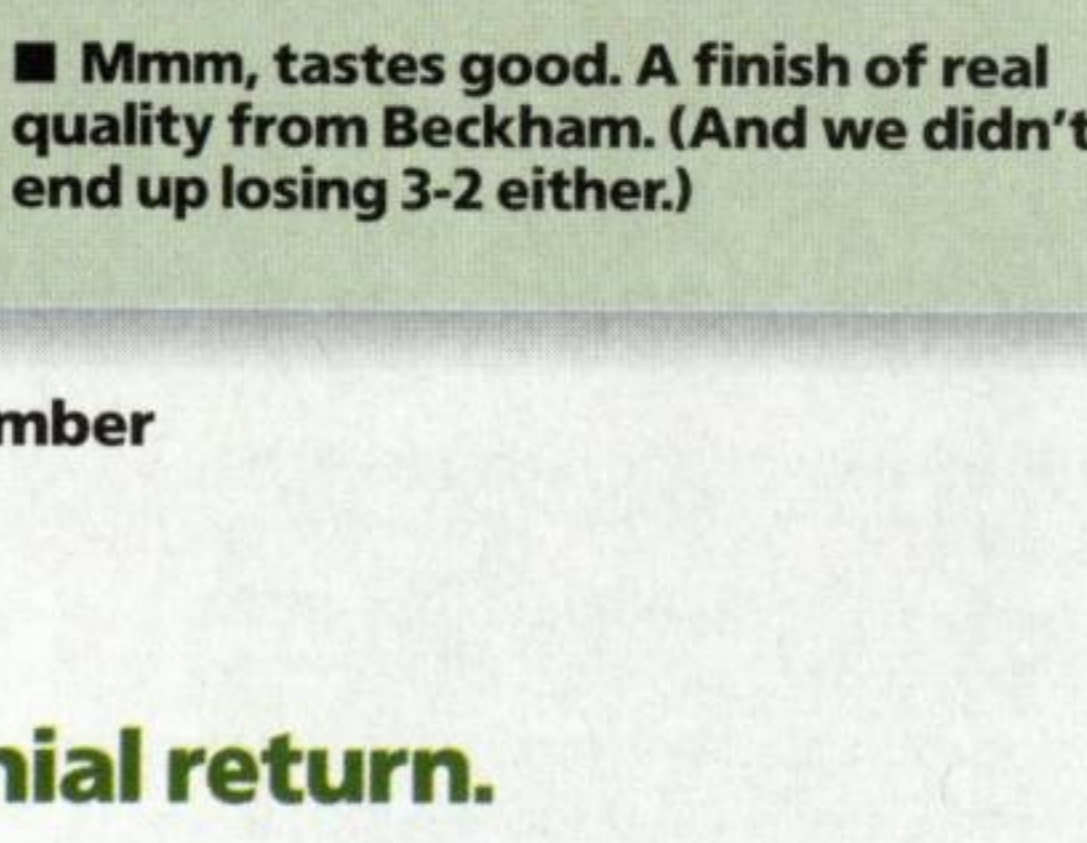 ■ Mmm, tastes good. A finish of real
quality from Beckham. (And we didn't
end up losing 3-2 either.)
mber
nial return.